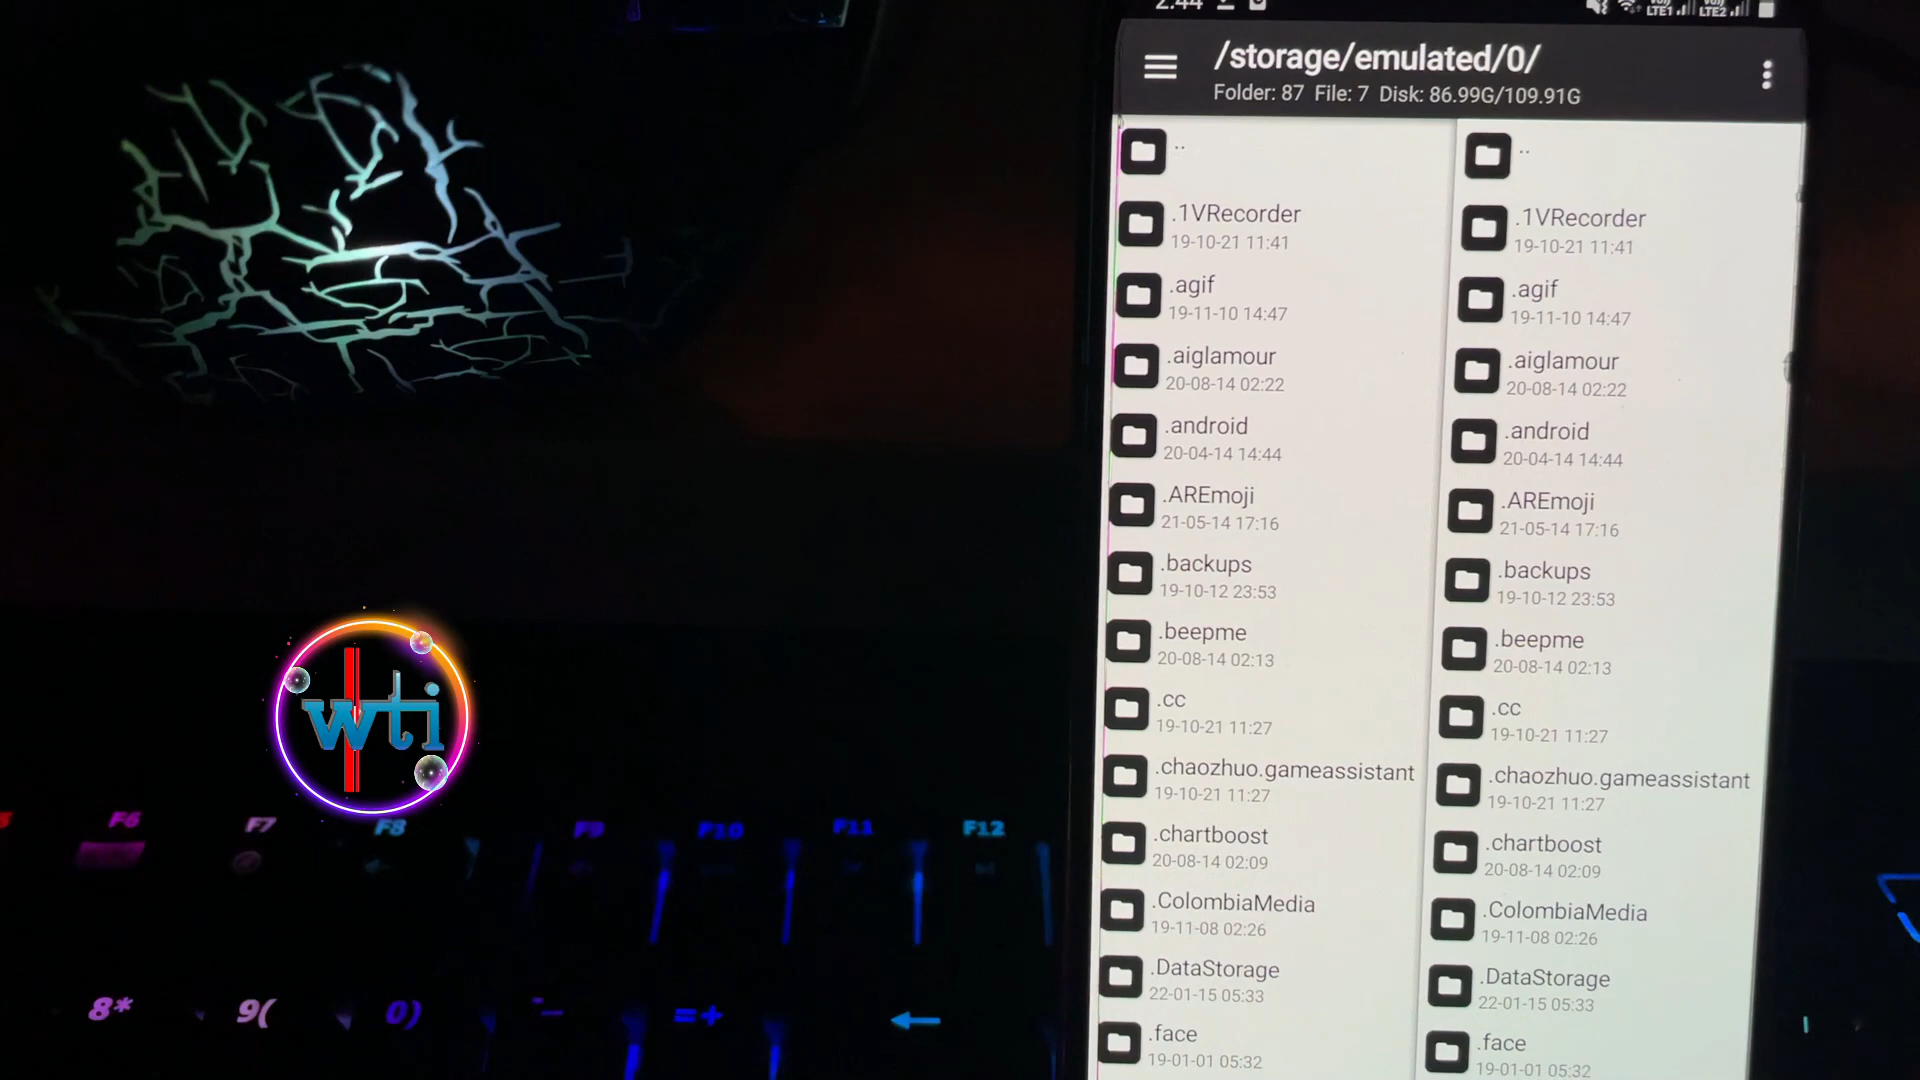 2:44
LTE1 LTE2
/storage/emulated/0/
Folder: 87 File: 7 Disk: 86.99G/109.91G
..
.1VRecorder
19-10-21 11:41
.agif
19-11-10 14:47
.aiglamour
20-08-14 02:22
.android
20-04-14 14:44
.AREmoji
21-05-14 17:16
.backups
19-10-12 23:53
.beepme
20-08-14 02:13
.cc
19-10-21 11:27
.chaozhuo.gameassistant
19-10-21 11:27
.chartboost
20-08-14 02:09
.ColombiaMedia
19-11-08 02:26
.DataStorage
22-01-15 05:33
.face
19-01-01 05:32
..
.1VRecorder
19-10-21 11:41
.agif
19-11-10 14:47
.aiglamour
20-08-14 02:22
.android
20-04-14 14:44
.AREmoji
21-05-14 17:16
.backups
19-10-12 23:53
.beepme
20-08-14 02:13
.cc
19-10-21 11:27
.chaozhuo.gameassistant
19-10-21 11:27
.chartboost
20-08-14 02:09
.ColombiaMedia
19-11-08 02:26
.DataStorage
22-01-15 05:33
.face
19-01-01 05:32
wti
F6 F7 F8 F9 F10 F11 F12
8* 9( 0) - =+